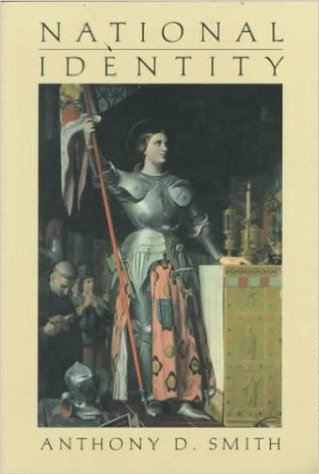 NATIONAL
IDENTITY
ANTHONY D. SMITH